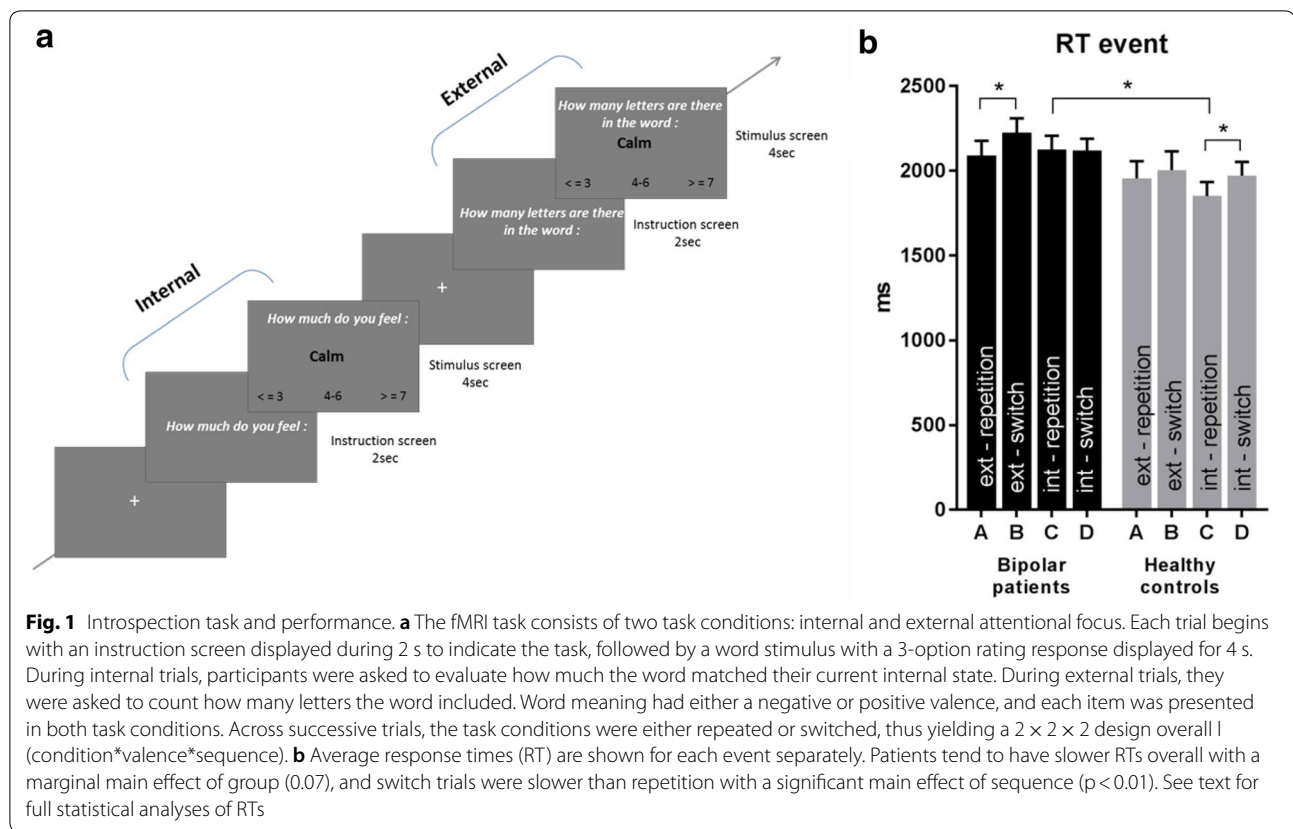 a
Internal
External
How much do you feel :
Instruction screen
2sec
How much do you feel :
Calm
< = 3 4-6 > = 7
Stimulus screen
4sec
How many letters are there
in the word :
Instruction screen
2sec
How many letters are there
in the word :
Calm
< = 3 4-6 > = 7
Stimulus screen
4sec
b
RT event
ms
2500
2000
1500
1000
500
0
*
*
*
ext - repetition
ext - switch
int - repetition
int - switch
ext - repetition
ext - switch
int - repetition
int - switch
A B C D A B C D
Bipolar
patients
Healthy
controls
Fig. 1 Introspection task and performance. a The fMRI task consists of two task conditions: internal and external attentional focus. Each trial begins
with an instruction screen displayed during 2 s to indicate the task, followed by a word stimulus with a 3-option rating response displayed for 4 s.
During internal trials, participants were asked to evaluate how much the word matched their current internal state. During external trials, they
were asked to count how many letters the word included. Word meaning had either a negative or positive valence, and each item was presented
in both task conditions. Across successive trials, the task conditions were either repeated or switched, thus yielding a 2 × 2 × 2 design overall l
(condition*valence*sequence). b Average response times (RT) are shown for each event separately. Patients tend to have slower RTs overall with a
marginal main effect of group (0.07), and switch trials were slower than repetition with a significant main effect of sequence (p < 0.01). See text for
full statistical analyses of RTs